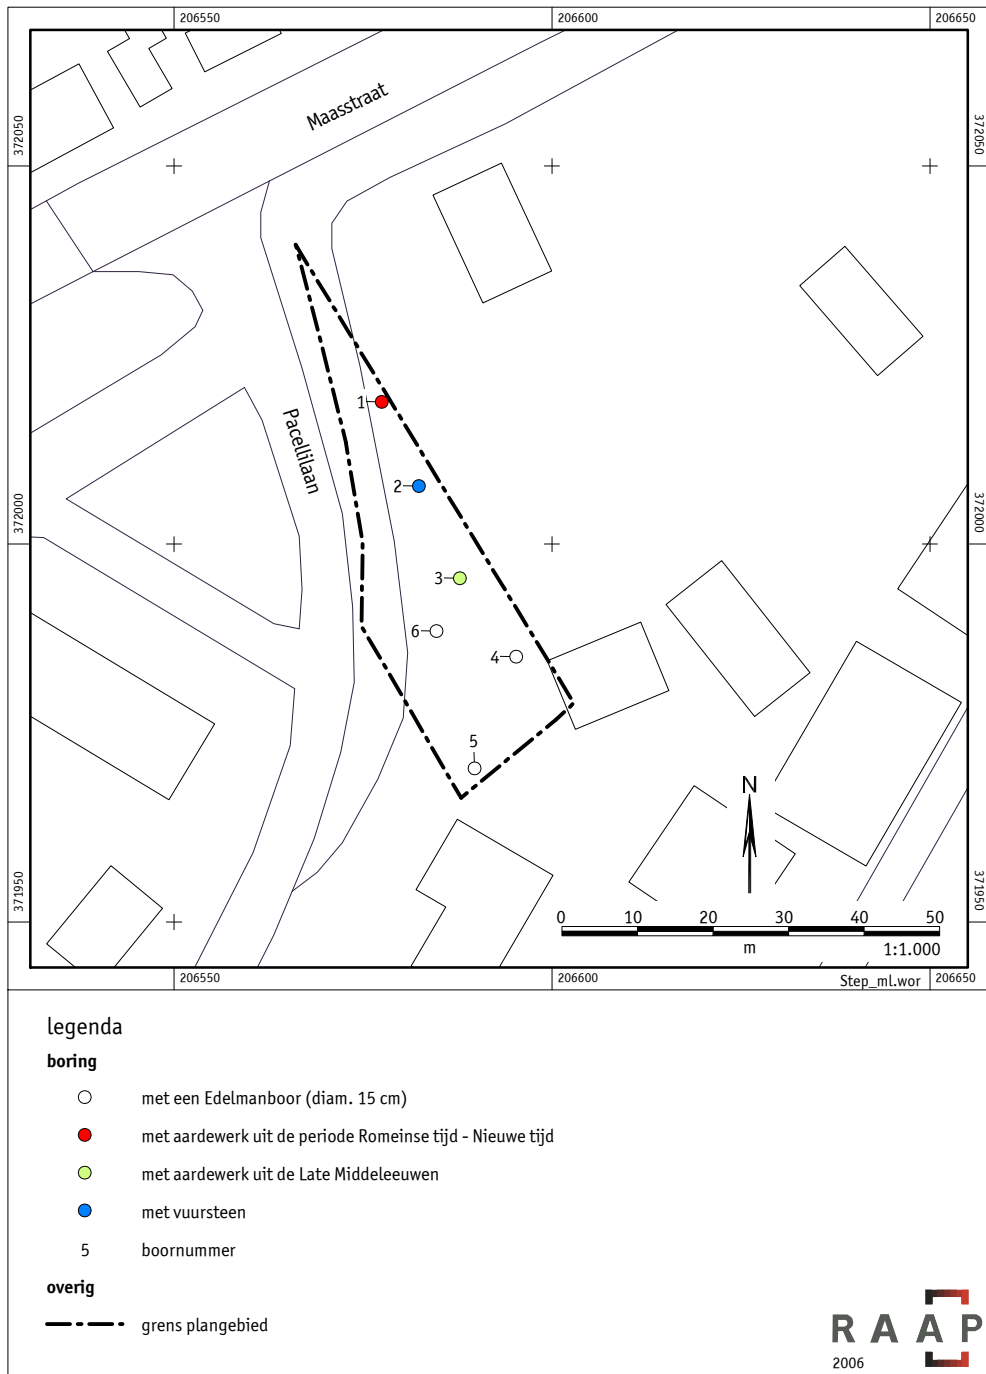 206550
206600
206650
Maasstraat
372050
372050
Pacellilaan
1
2
372000
372000
3
6
4
5
N
371950
371950
0 10 20 30 40 50
m
1:1.000
206550
206600
Step_ml.wor
206650
legenda
boring
met een Edelmanboor (diam. 15 cm)
met aardewerk uit de periode Romeinse tijd - Nieuwe tijd
met aardewerk uit de Late Middeleeuwen
met vuursteen
5 boornummer
overig
grens plangebied
RAAP
2006